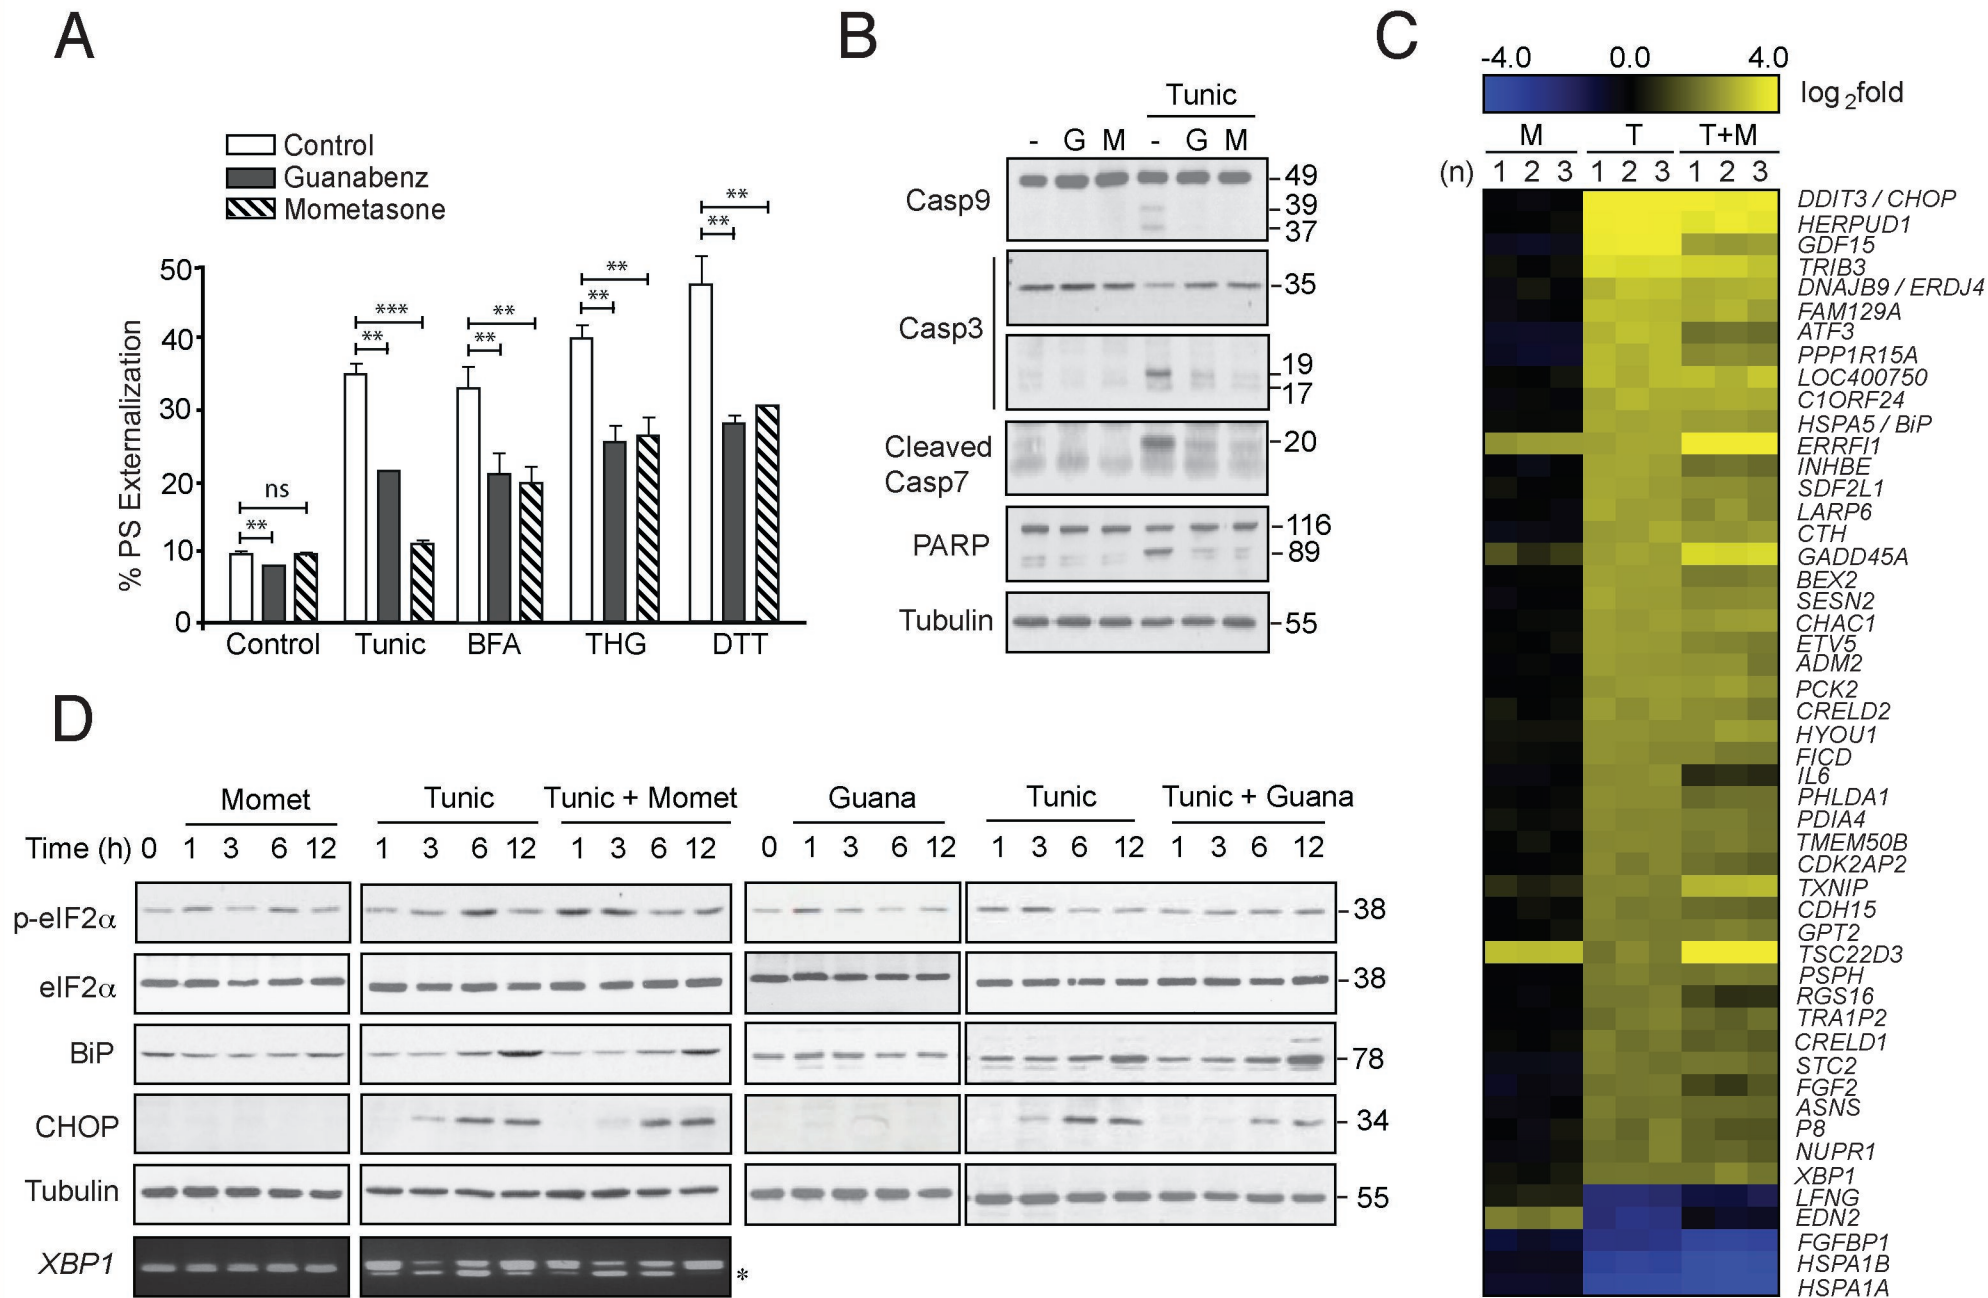 A
Control
Guanabenz
Mometasone
% PS Externalization
50
40
30
20
10
0
ns
**
**
***
**
**
**
**
**
**
Control Tunic BFA THG DTT
B
Tunic
- G M - G M
Casp9
-49
-39
-37
Casp3
-35
19
-17
Cleaved
Casp7
-20
PARP
-116
-89
Tubulin
-55
C
-4.0 0.0 4.0
log2fold
M T T+M
(n) 1 2 3 1 2 3 1 2 3
DDIT3 / CHOP
HERPUD1
GDF15
TRIB3
DNAJB9 / ERDJ4
FAM129A
ATF3
PPP1R15A
LOC400750
C1ORF24
HSPA5 / BiP
ERRFI1
INHBE
SDF2L1
LARP6
CTH
GADD45A
BEX2
SESN2
CHAC1
ETV5
ADM2
PCK2
CRELD2
HYOU1
FICD
IL6
PHLDA1
PDIA4
TMEM50B
CDK2AP2
TXNIP
CDH15
GPT2
TSC22D3
PSPH
RGS16
TRA1P2
CRELD1
STC2
FGF2
ASNS
P8
NUPR1
XBP1
LFNG
EDN2
FGFBP1
HSPA1B
HSPA1A
D
Momet Tunic Tunic + Momet Guana Tunic Tunic + Guana
Time (h) 0 1 3 6 12 1 3 6 12 1 3 6 12 0 1 3 6 12 1 3 6 12 1 3 6 12
p-eIF2α -38
eIF2α -38
BiP -78
CHOP -34
Tubulin -55
XBP1 *